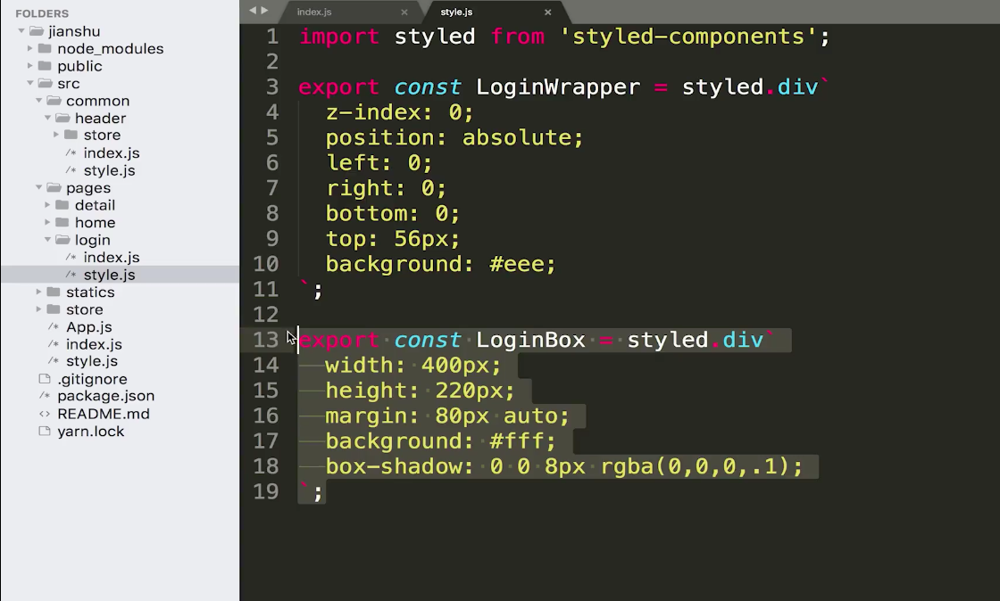 FOLDERS
jianshu
node_modules
public
src
common
header
store
/* index.js
/* style.js
pages
detail
home
login
/* index.js
/* style.js
statics
store
/* App.js
/* index.js
/* style.js
.gitignore
/* package.json
<> README.md
yarn.lock
index.js ×
style.js ×
1 import styled from 'styled-components';
2
3 export const LoginWrapper = styled.div`
4 z-index: 0;
5 position: absolute;
6 left: 0;
7 right: 0;
8 bottom: 0;
9 top: 56px;
10 background: #eee;
11 `;
12
13 export const LoginBox = styled.div`
14 width: 400px;
15 height: 220px;
16 margin: 80px auto;
17 background: #fff;
18 box-shadow: 0 0 8px rgba(0,0,0,.1);
19 `;